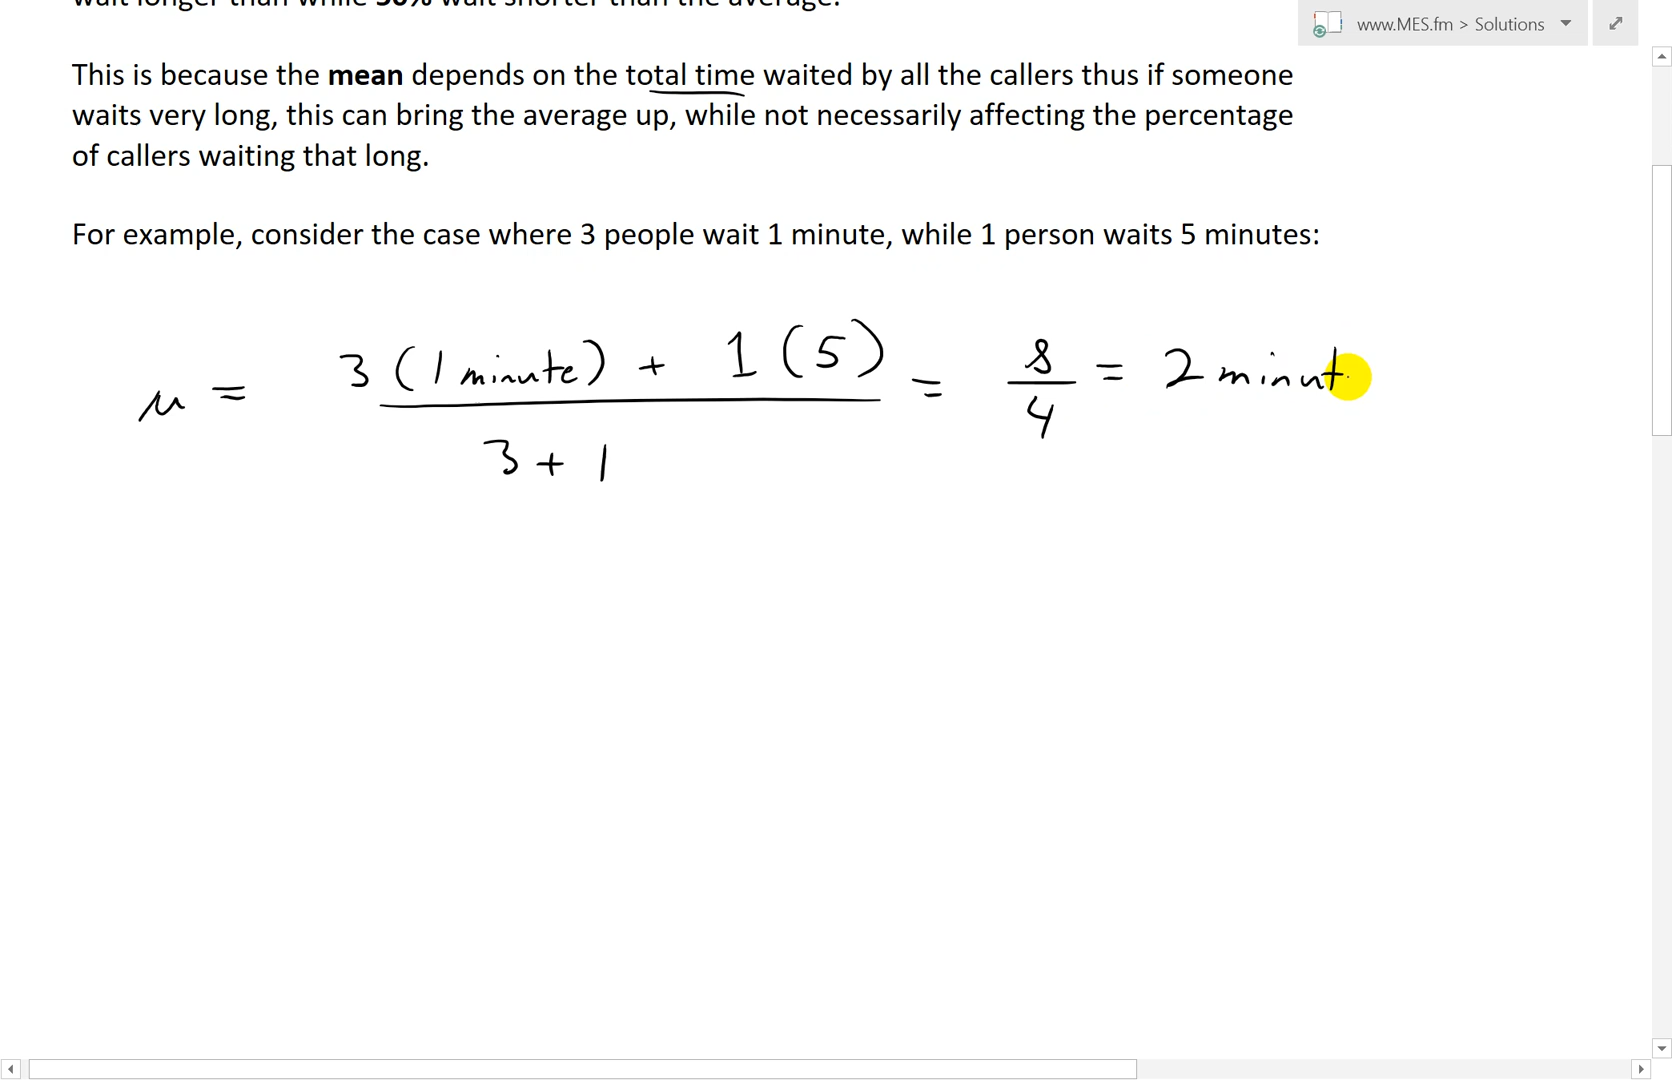 www.MES.fm > Solutions
than the average.
This is because the mean depends on the total time waited by all the callers thus if someone
waits very long, this can bring the average up, while not necessarily affecting the percentage
of callers waiting that long.
For example, consider the case where 3 people wait 1 minute, while 1 person waits 5 minutes:
μ = 3 (1 minute) + 1 (5) = 8 = 2 minut
3 + 1 4